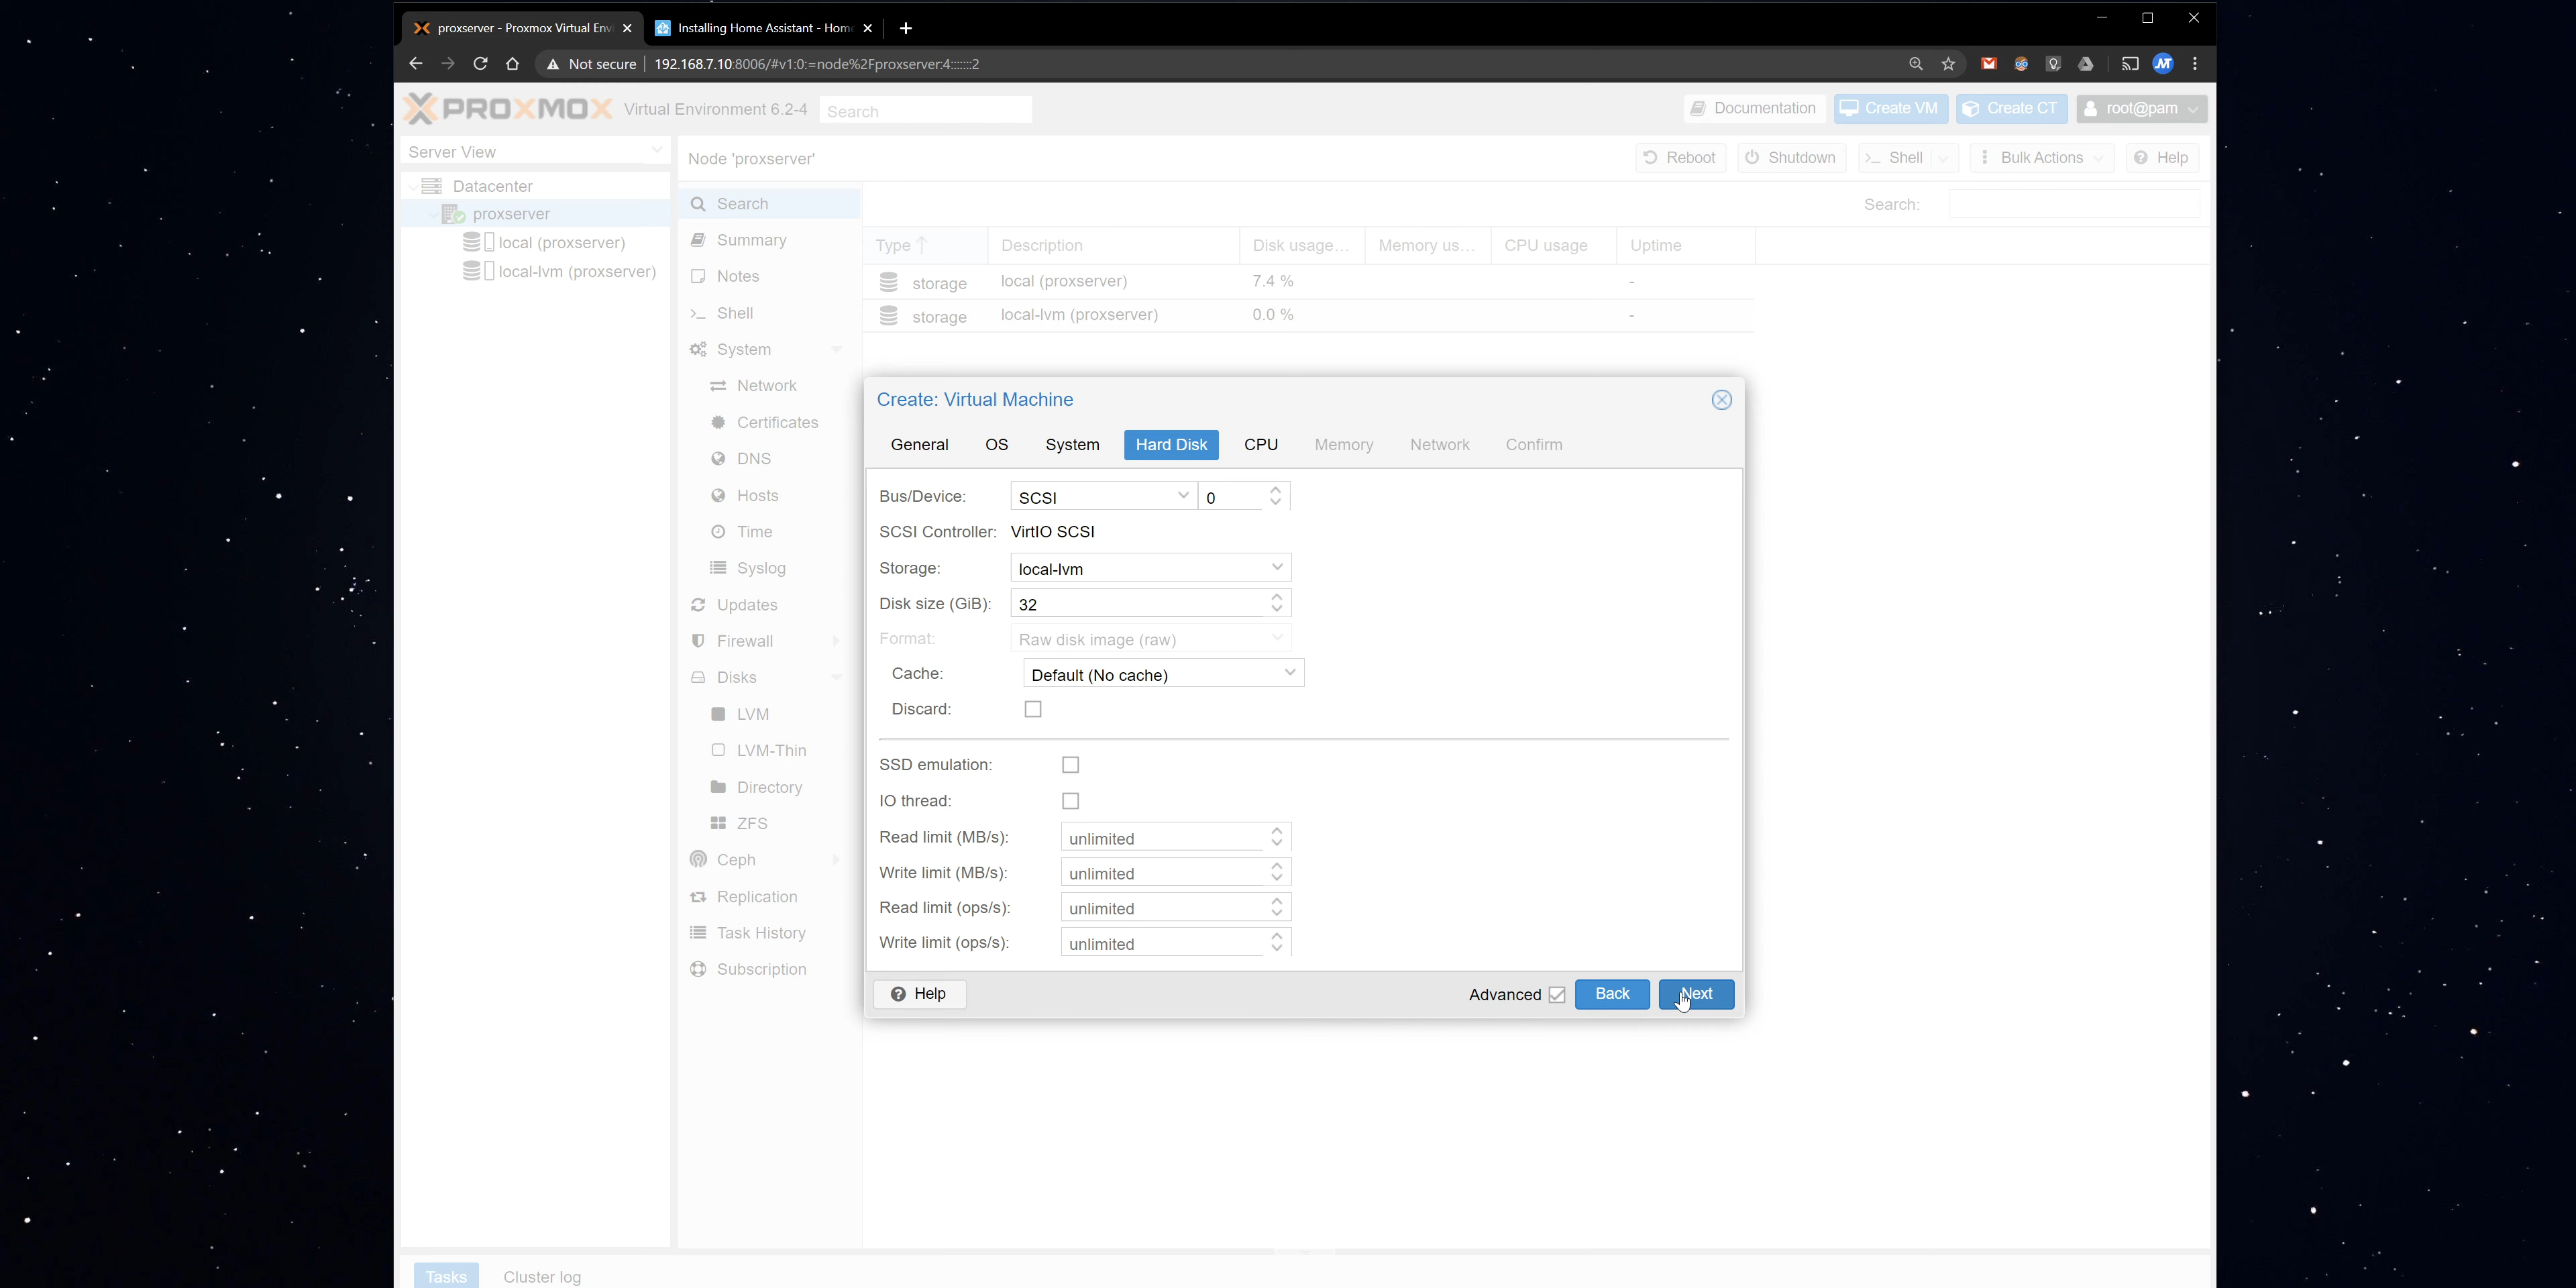 proxserver - Proxmox Virtual Envi
Installing Home Assistant - Home
Not secure
192.168.7.10:8006/#v1:0:=node%2Fproxserver:4:::::::2
PROXMOX
Virtual Environment 6.2-4
Search
Documentation
Create VM
Create CT
root@pam
Server View
Node 'proxserver'
Reboot
Shutdown
Shell
Bulk Actions
Help
Datacenter
proxserver
local (proxserver)
local-lvm (proxserver)
Search
Summary
Notes
Shell
System
Network
Certificates
DNS
Hosts
Time
Syslog
Updates
Firewall
Disks
LVM
LVM-Thin
Directory
ZFS
Ceph
Replication
Task History
Subscription
Search:
Type Description Disk usage... Memory us... CPU usage Uptime
storage local (proxserver) 7.4 % -
storage local-lvm (proxserver) 0.0 % -
Create: Virtual Machine
General OS System Hard Disk CPU Memory Network Confirm
Bus/Device: SCSI 0
SCSI Controller: VirtIO SCSI
Storage: local-lvm
Disk size (GiB): 32
Format: Raw disk image (raw)
Cache: Default (No cache)
Discard:
SSD emulation:
IO thread:
Read limit (MB/s): unlimited
Write limit (MB/s): unlimited
Read limit (ops/s): unlimited
Write limit (ops/s): unlimited
Help
Advanced
Back
Next
Tasks
Cluster log